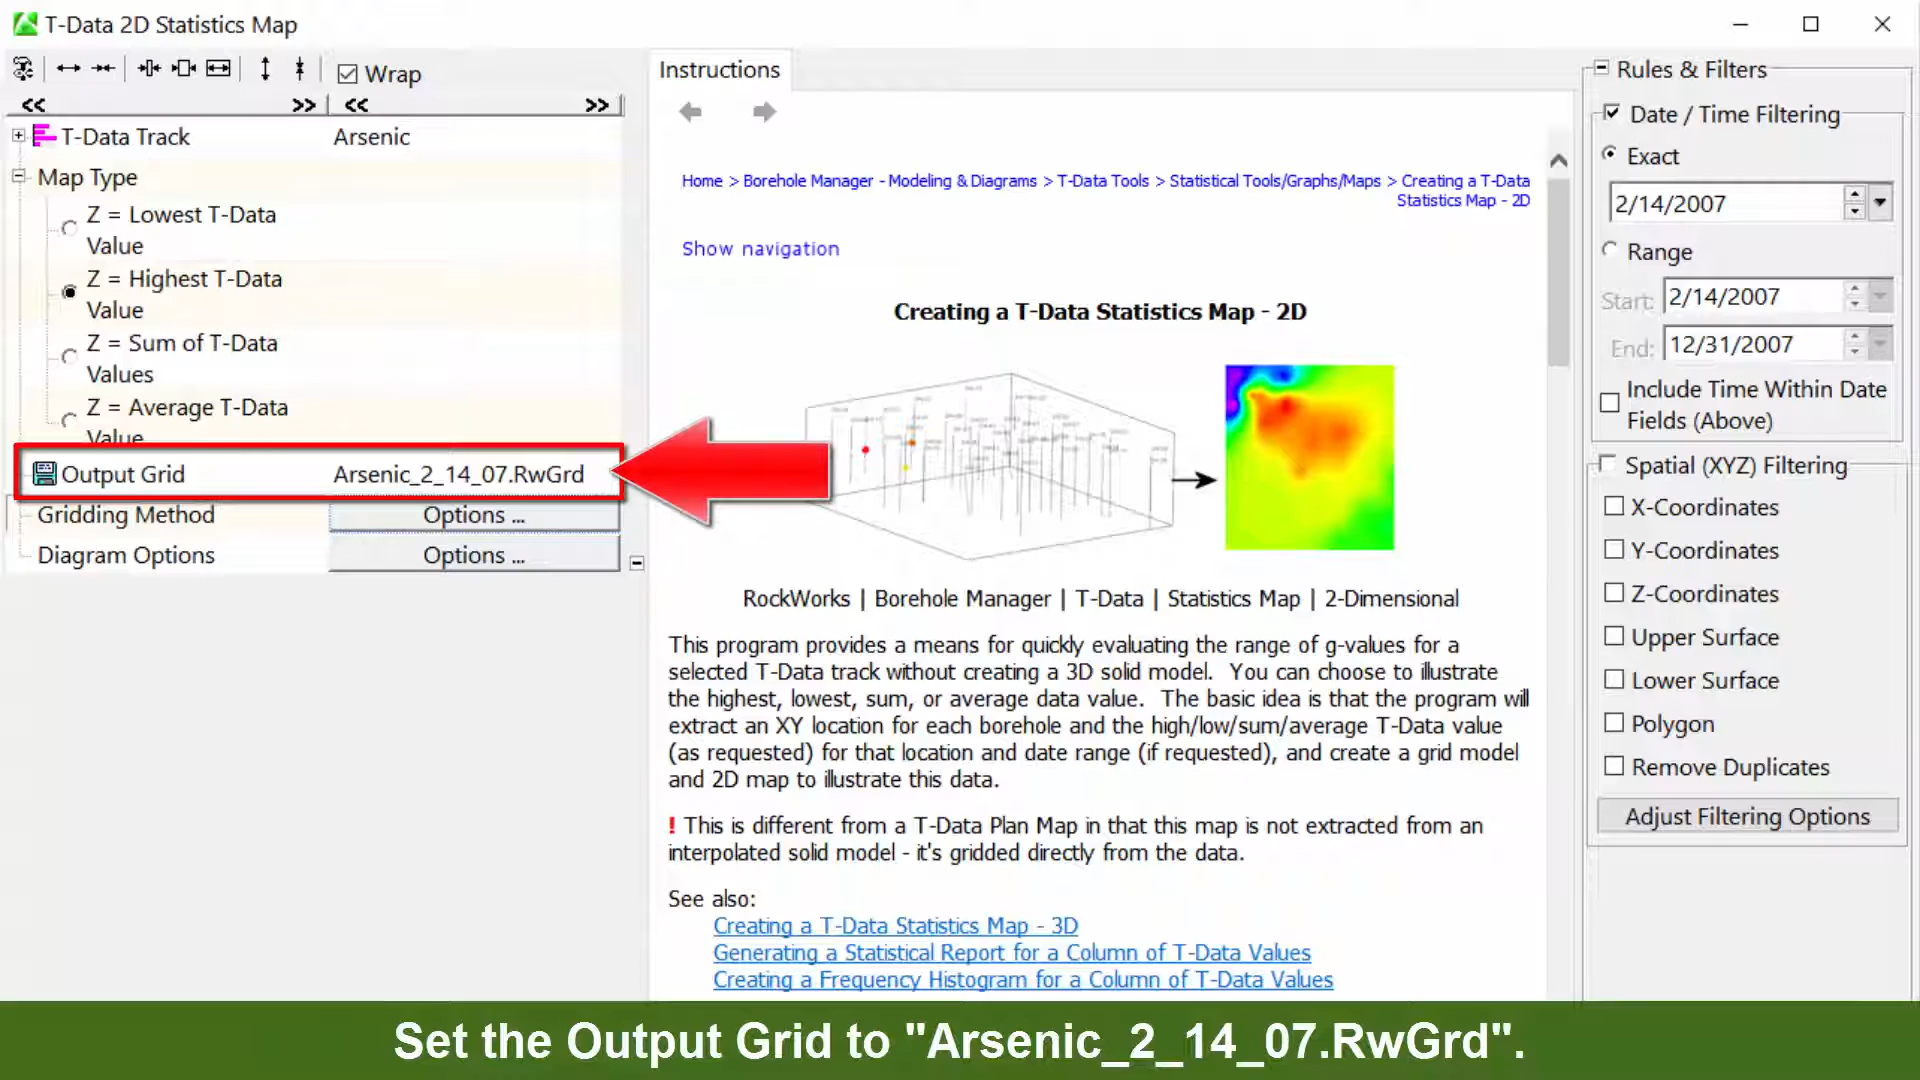 T-Data 2D Statistics Map
Wrap
<< >> << >>
T-Data Track Arsenic
Map Type
Z = Lowest T-Data
Value
Z = Highest T-Data
Value
Z = Sum of T-Data
Values
Z = Average T-Data
Value
Output Grid Arsenic_2_14_07.RwGrd
Gridding Method Options ...
Diagram Options Options ...
Instructions
Home > Borehole Manager - Modeling & Diagrams > T-Data Tools > Statistical Tools/Graphs/Maps > Creating a T-Data
Statistics Map - 2D
Show navigation
Creating a T-Data Statistics Map - 2D
RockWorks | Borehole Manager | T-Data | Statistics Map | 2-Dimensional
This program provides a means for quickly evaluating the range of g-values for a
selected T-Data track without creating a 3D solid model. You can choose to illustrate
the highest, lowest, sum, or average data value. The basic idea is that the program will
extract an XY location for each borehole and the high/low/sum/average T-Data value
(as requested) for that location and date range (if requested), and create a grid model
and 2D map to illustrate this data.
! This is different from a T-Data Plan Map in that this map is not extracted from an
interpolated solid model - it's gridded directly from the data.
See also:
Creating a T-Data Statistics Map - 3D
Generating a Statistical Report for a Column of T-Data Values
Creating a Frequency Histogram for a Column of T-Data Values
Rules & Filters
Date / Time Filtering
Exact
2/14/2007
Range
Start: 2/14/2007
End: 12/31/2007
Include Time Within Date
Fields (Above)
Spatial (XYZ) Filtering
X-Coordinates
Y-Coordinates
Z-Coordinates
Upper Surface
Lower Surface
Polygon
Remove Duplicates
Adjust Filtering Options
Set the Output Grid to "Arsenic_2_14_07.RwGrd".